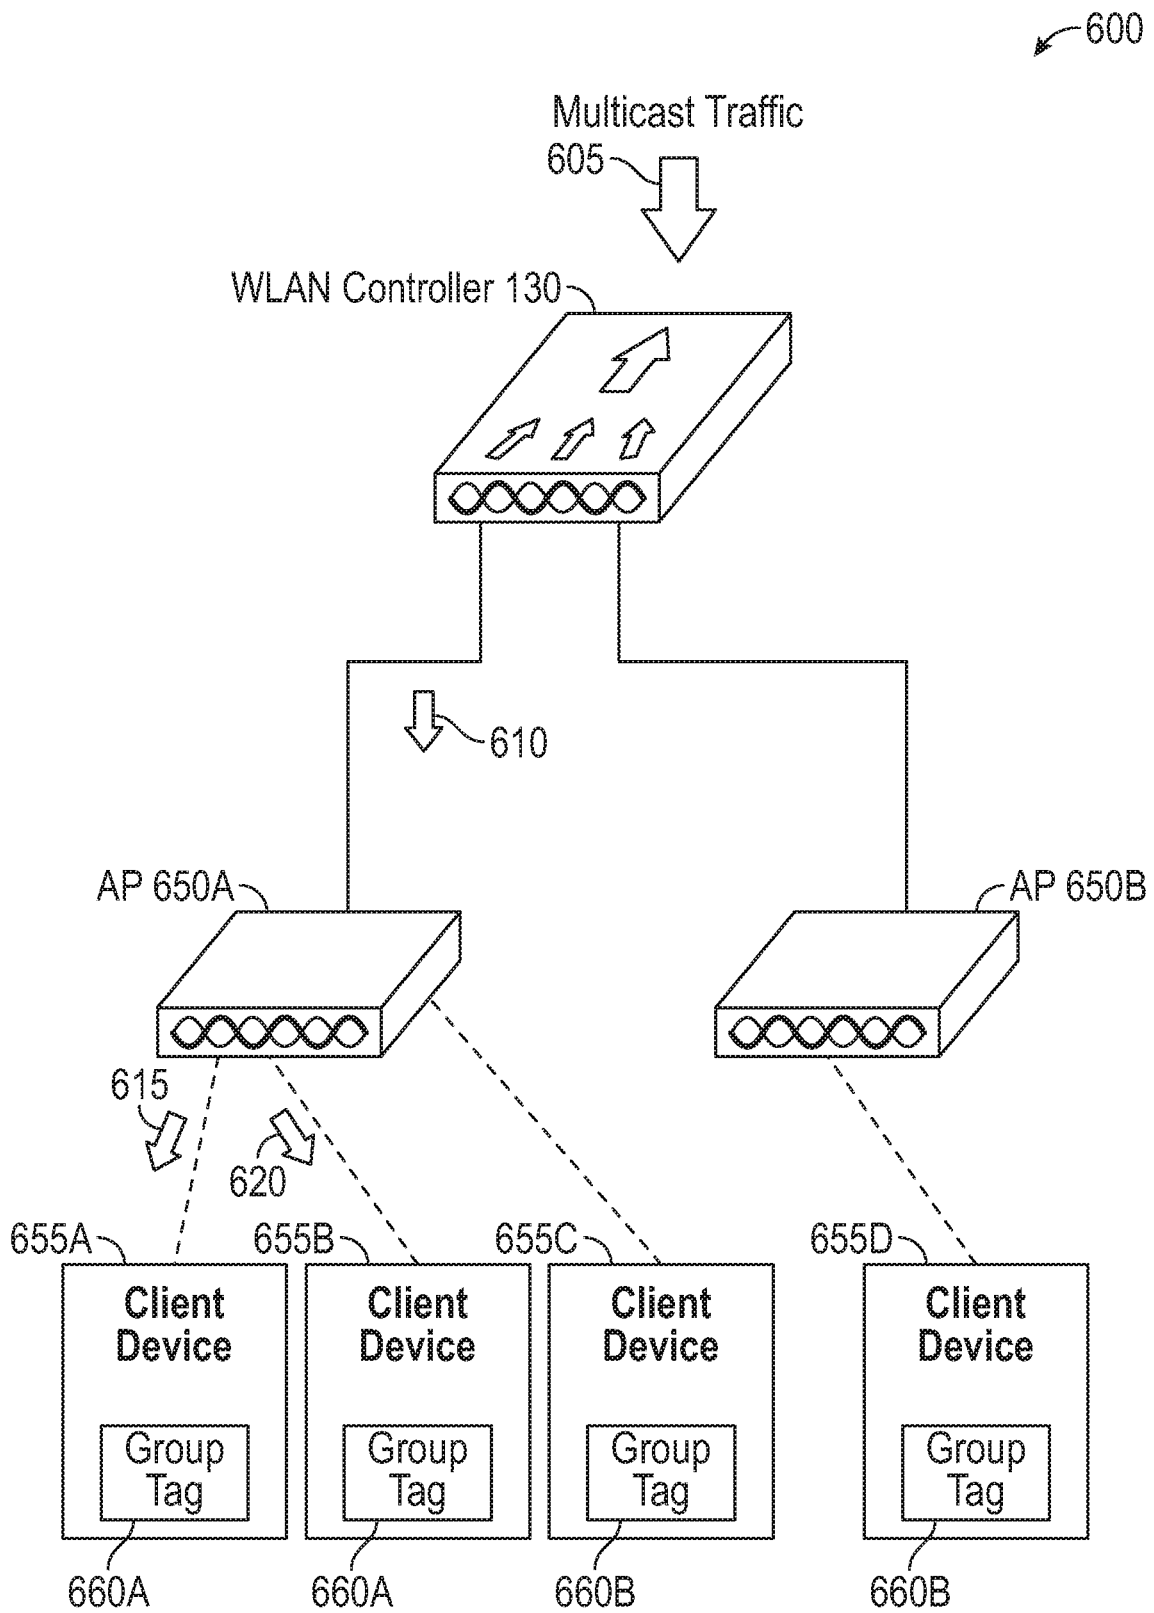 600
Multicast Traffic
605
WLAN Controller 130
610
AP 650A
AP 650B
615
620
655A
655B
655C
655D
Client
Device
Client
Device
Client
Device
Client
Device
Group
Tag
Group
Tag
Group
Tag
Group
Tag
660A
660A
660B
660B